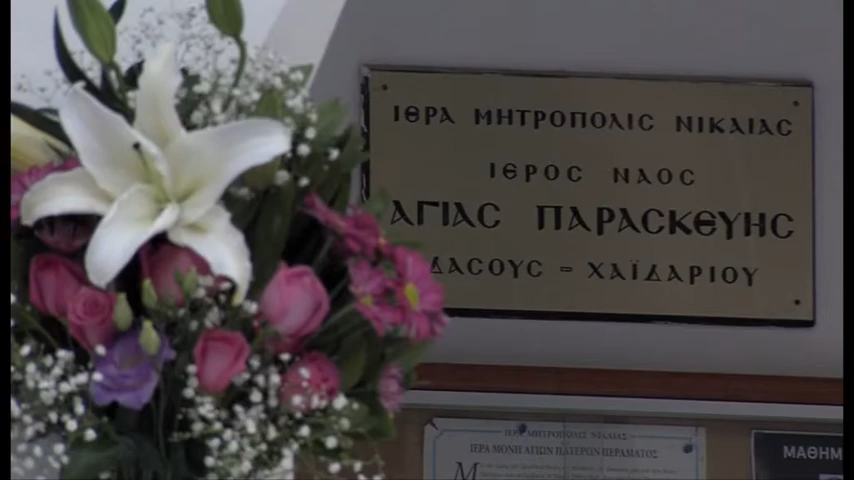 ΙΕΡΑ ΜΗΤΡΟΠΟΛΙΣ ΝΙΚΑΙΑΣ
ΙΕΡΟΣ ΝΑΟΣ
ΑΓΙΑΣ ΠΑΡΑΣΚΕΥΗΣ
ΔΑΣΟΥΣ - ΧΑΪΔΑΡΙΟΥ
ΙΕΡΑ ΜΗΤΡΟΠΟΛΙΣ ΝΙΚΑΙΑΣ
ΙΕΡΑ ΜΟΝΗ ΑΓΙΩΝ ΠΑΤΕΡΩΝ ΠΕΡΑΜΑΤΟΣ
ΜΑΘΗΜ